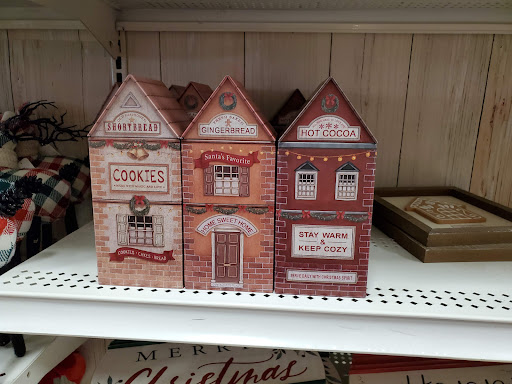 SHORTBREAD
COOKIES
COOKIES • CAKES • BREAD
GINGERBREAD
Santa's Favorite
HOME SWEET HOME
HOT COCOA
STAY WARM
&
KEEP COZY
MERRY
Christmas